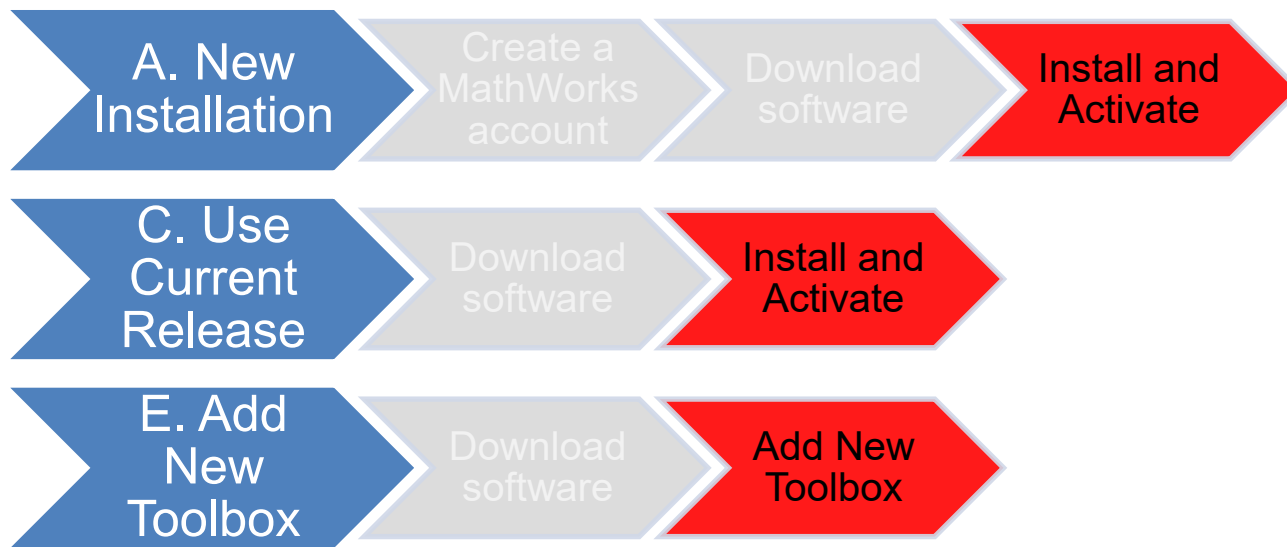 A. New
Installation
Create a
MathWorks
account
Download
software
Install and
Activate
C. Use
Current
Release
Download
software
Install and
Activate
E. Add
New
Toolbox
Download
software
Add New
Toolbox